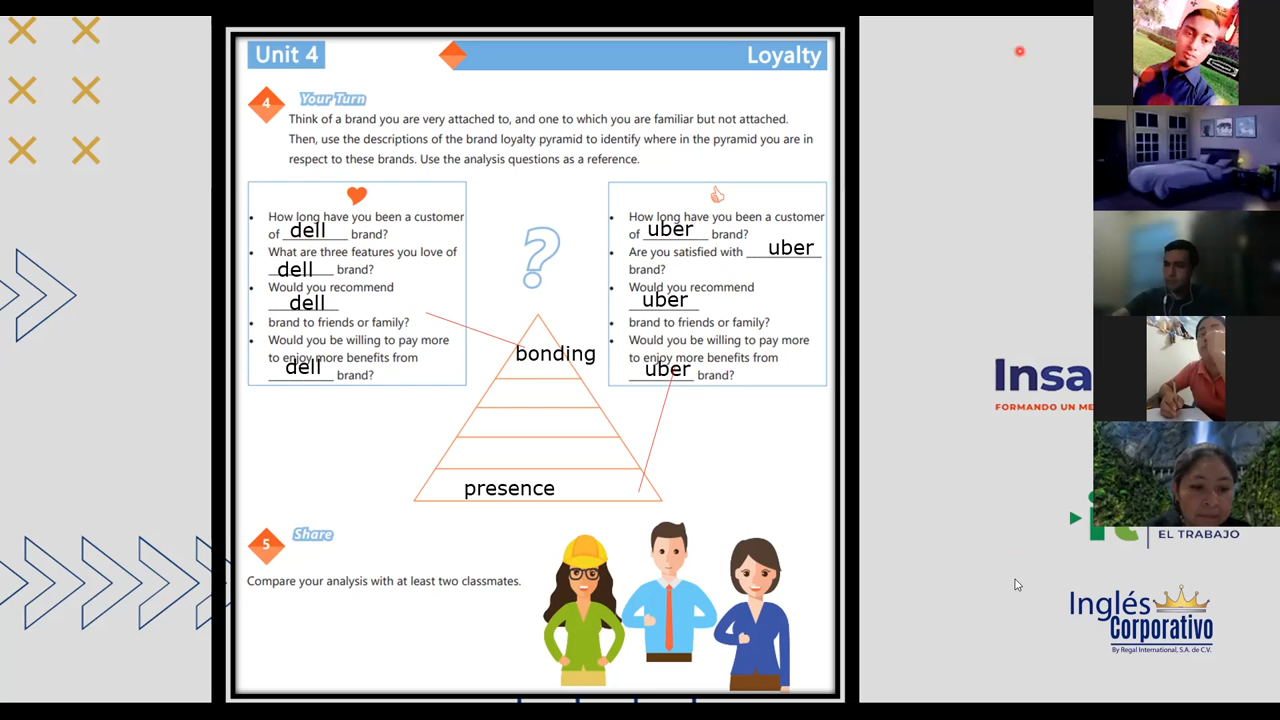 Unit 4
Loyalty
4
Your Turn
Think of a brand you are very attached to, and one to which you are familiar but not attached.
Then, use the descriptions of the brand loyalty pyramid to identify where in the pyramid you are in
respect to these brands. Use the analysis questions as a reference.
• How long have you been a customer
of dell brand?
• What are three features you love of
dell brand?
• Would you recommend
dell
• brand to friends or family?
• Would you be willing to pay more
to enjoy more benefits from
dell brand?
?
• How long have you been a customer
of uber brand?
• Are you satisfied with uber
brand?
• Would you recommend
uber
• brand to friends or family?
• Would you be willing to pay more
to enjoy more benefits from
uber brand?
bonding
presence
5
Share
Compare your analysis with at least two classmates.
Insa
FORMANDO UN ME
EL TRABAJO
Inglés
Corporativo
By Regal International, S.A. de C.V.